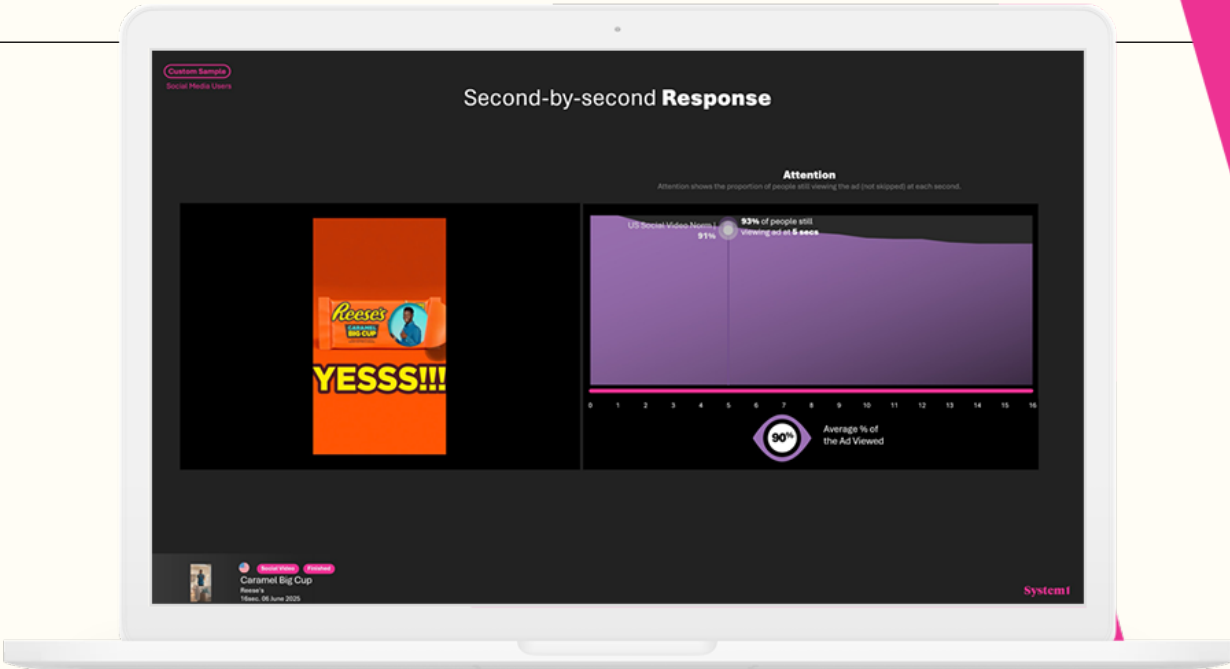 Custom Sample
Social Media Users
Second-by-second Response
Attention
Attention shows the proportion of people still viewing the ad (not skipped) at each second.
US Social Video Norm |
91%
93% of people still
viewing ad at 5 secs
Reese's
CARAMEL
BIG CUP
YESSS!!!
0 1 2 3 4 5 6 7 8 9 10 11 12 13 14 15 16
90%
Average % of
the Ad Viewed
Social Video Finished
Caramel Big Cup
Reese's
16sec. 06 June 2025
System1